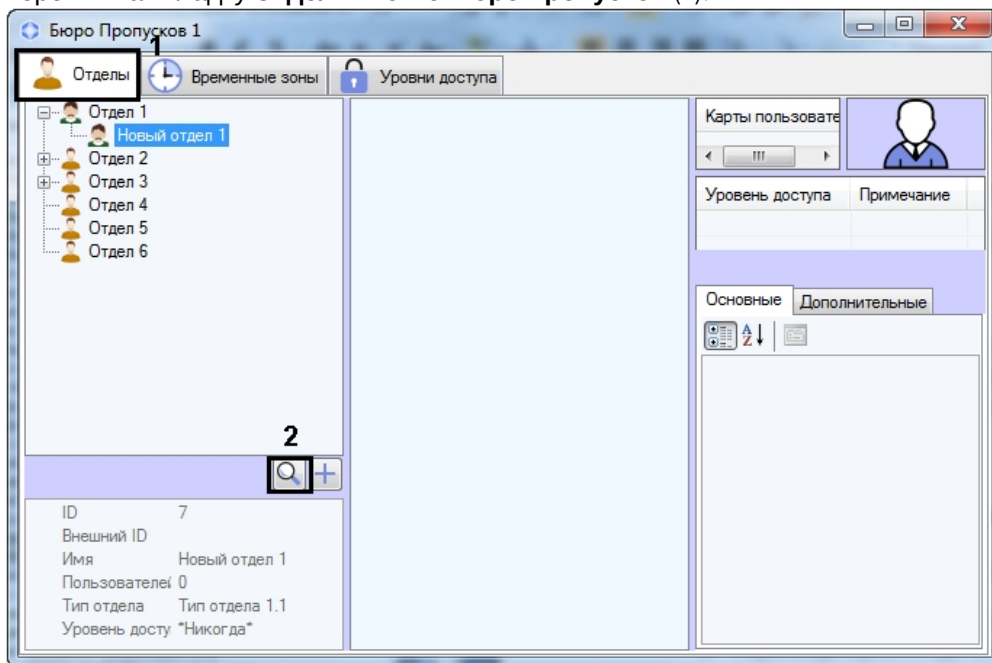 Бюро Пропусков 1
1
Отделы
Временные зоны
Уровни доступа
Отдел 1
Новый отдел 1
Отдел 2
Отдел 3
Отдел 4
Отдел 5
Отдел 6
2
ID 7
Внешний ID
Имя Новый отдел 1
Пользователей 0
Тип отдела Тип отдела 1.1
Уровень досту "Никогда"
Карты пользовате
Уровень доступа Примечание
Основные Дополнительные